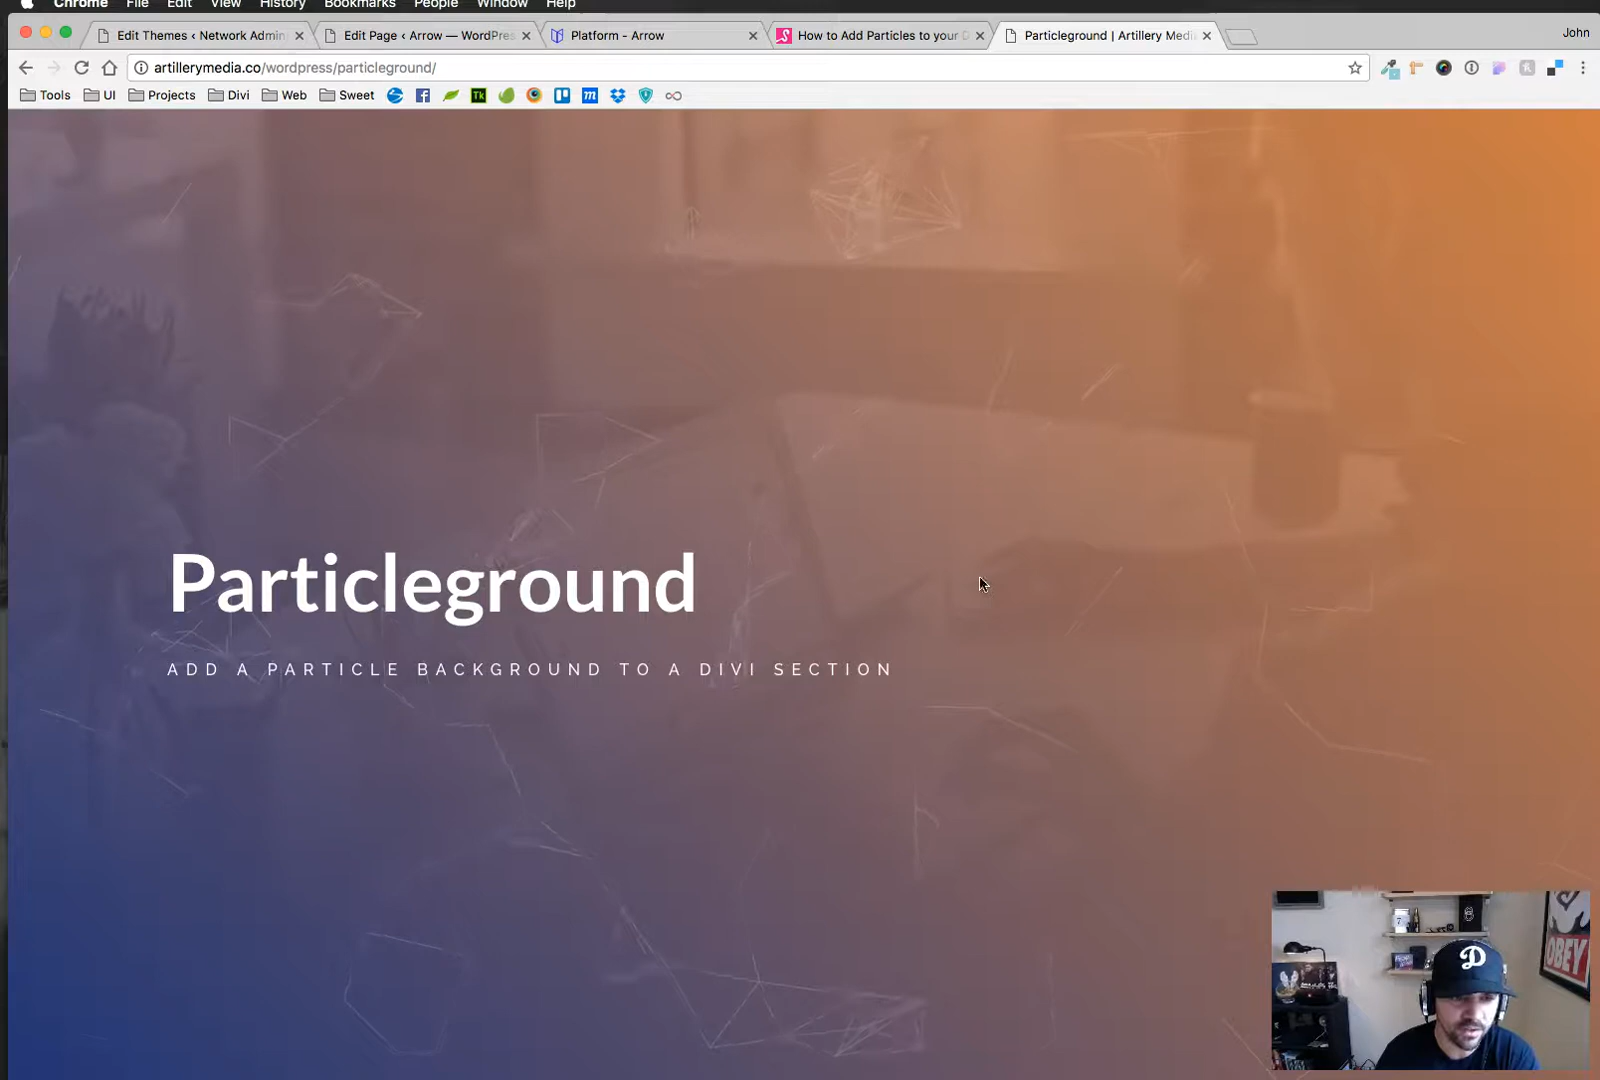 Chrome File Edit View History Bookmarks People Window Help
Edit Themes ‹ Network Admin
Edit Page ‹ Arrow — WordPres
Platform - Arrow
How to Add Particles to your D
Particleground | Artillery Medi
John
artillerymedia.co/wordpress/particleground/
Tools UI Projects Divi Web Sweet Tk m
Particleground
ADD A PARTICLE BACKGROUND TO A DIVI SECTION
7
D
OBEY